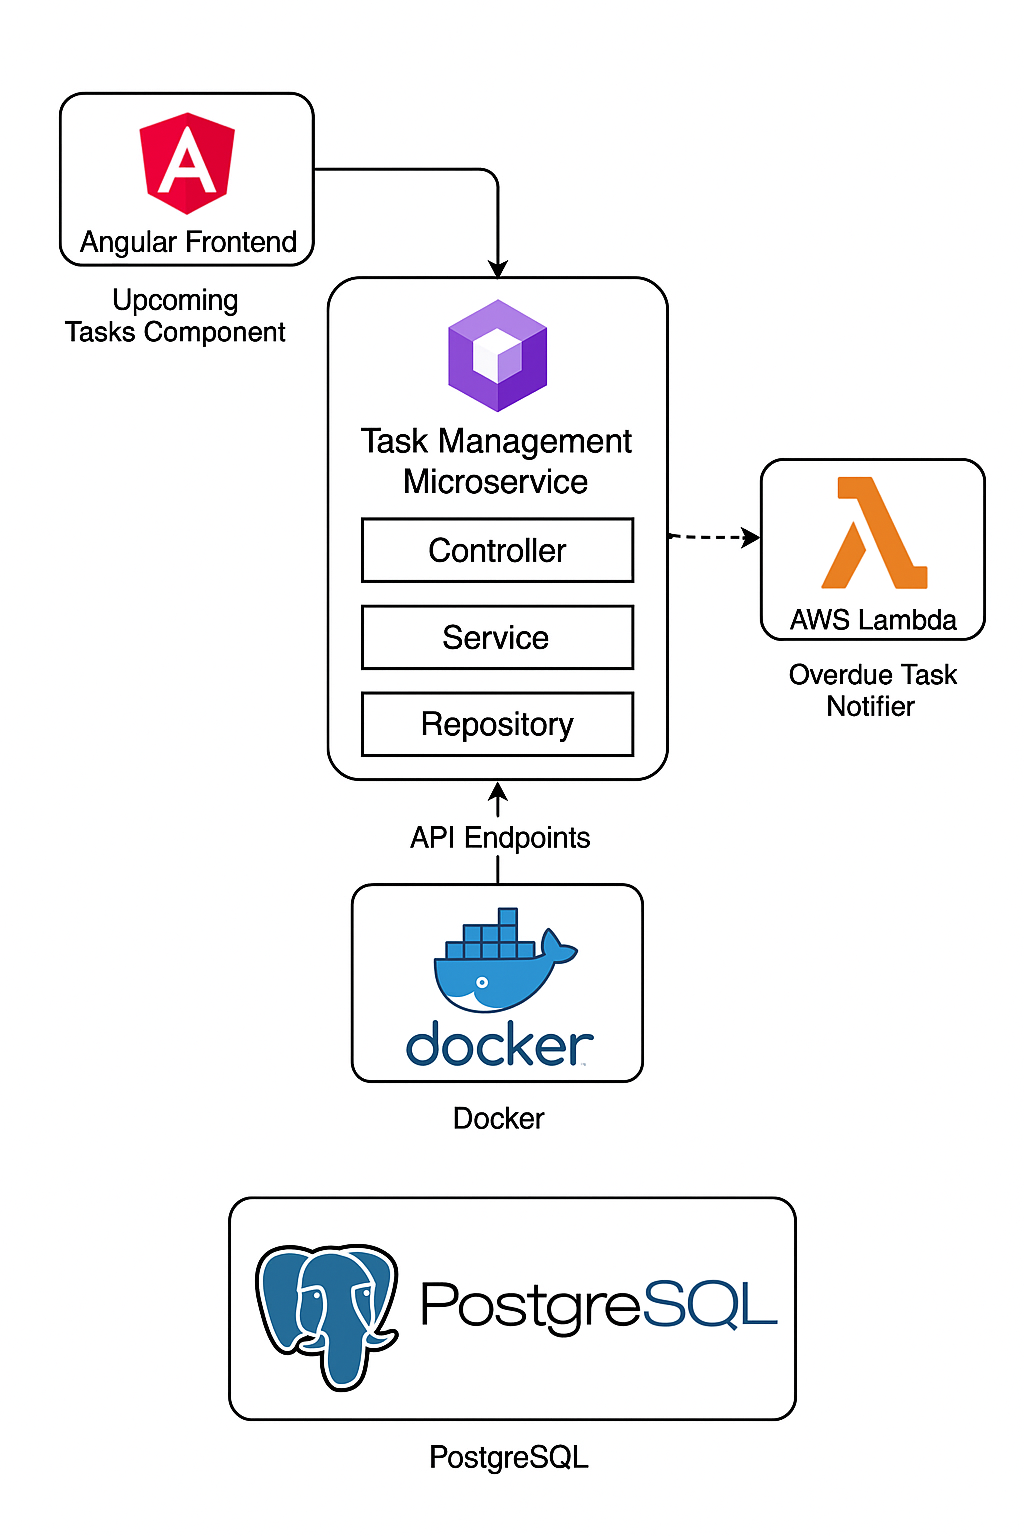 Angular Frontend
Upcoming
Tasks Component
Task Management
Microservice
Controller
Service
Repository
AWS Lambda
Overdue Task
Notifier
API Endpoints
docker
Docker
PostgreSQL
PostgreSQL